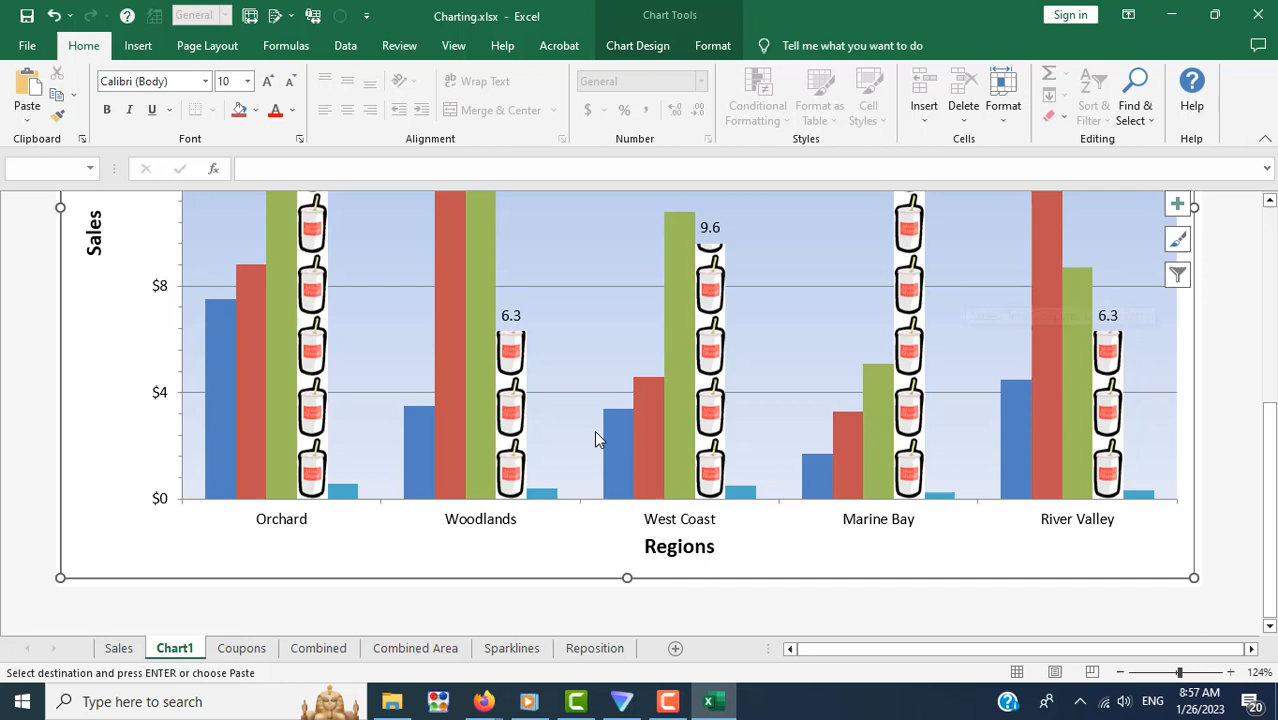 General
Charting.xlsx - Excel
Chart Tools
Sign in
File
Home
Insert
Page Layout
Formulas
Data
Review
View
Help
Acrobat
Chart Design
Format
Tell me what you want to do
Paste
Calibri (Body)
10
B I U
A
Wrap Text
Merge & Center
General
$ % ,
Conditional
Formatting
Format as
Table
Cell
Styles
Insert
Delete
Format
Sort &
Filter
Find &
Select
Help
Clipboard
Font
Alignment
Number
Styles
Cells
Editing
Help
fx
Sales
9.6
$8
6.3
6.3
$4
$0
Orchard
Woodlands
West Coast
Marine Bay
River Valley
Regions
Sales
Chart1
Coupons
Combined
Combined Area
Sparklines
Reposition
Select destination and press ENTER or choose Paste
124%
Type here to search
ENG
8:57 AM
1/26/2023
20